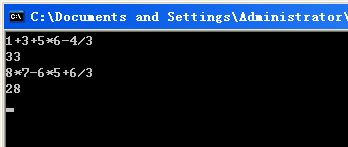 C:\Documents and Settings\Administrator\
1+3+5*6-4/3
33
8*7-6*5+6/3
28